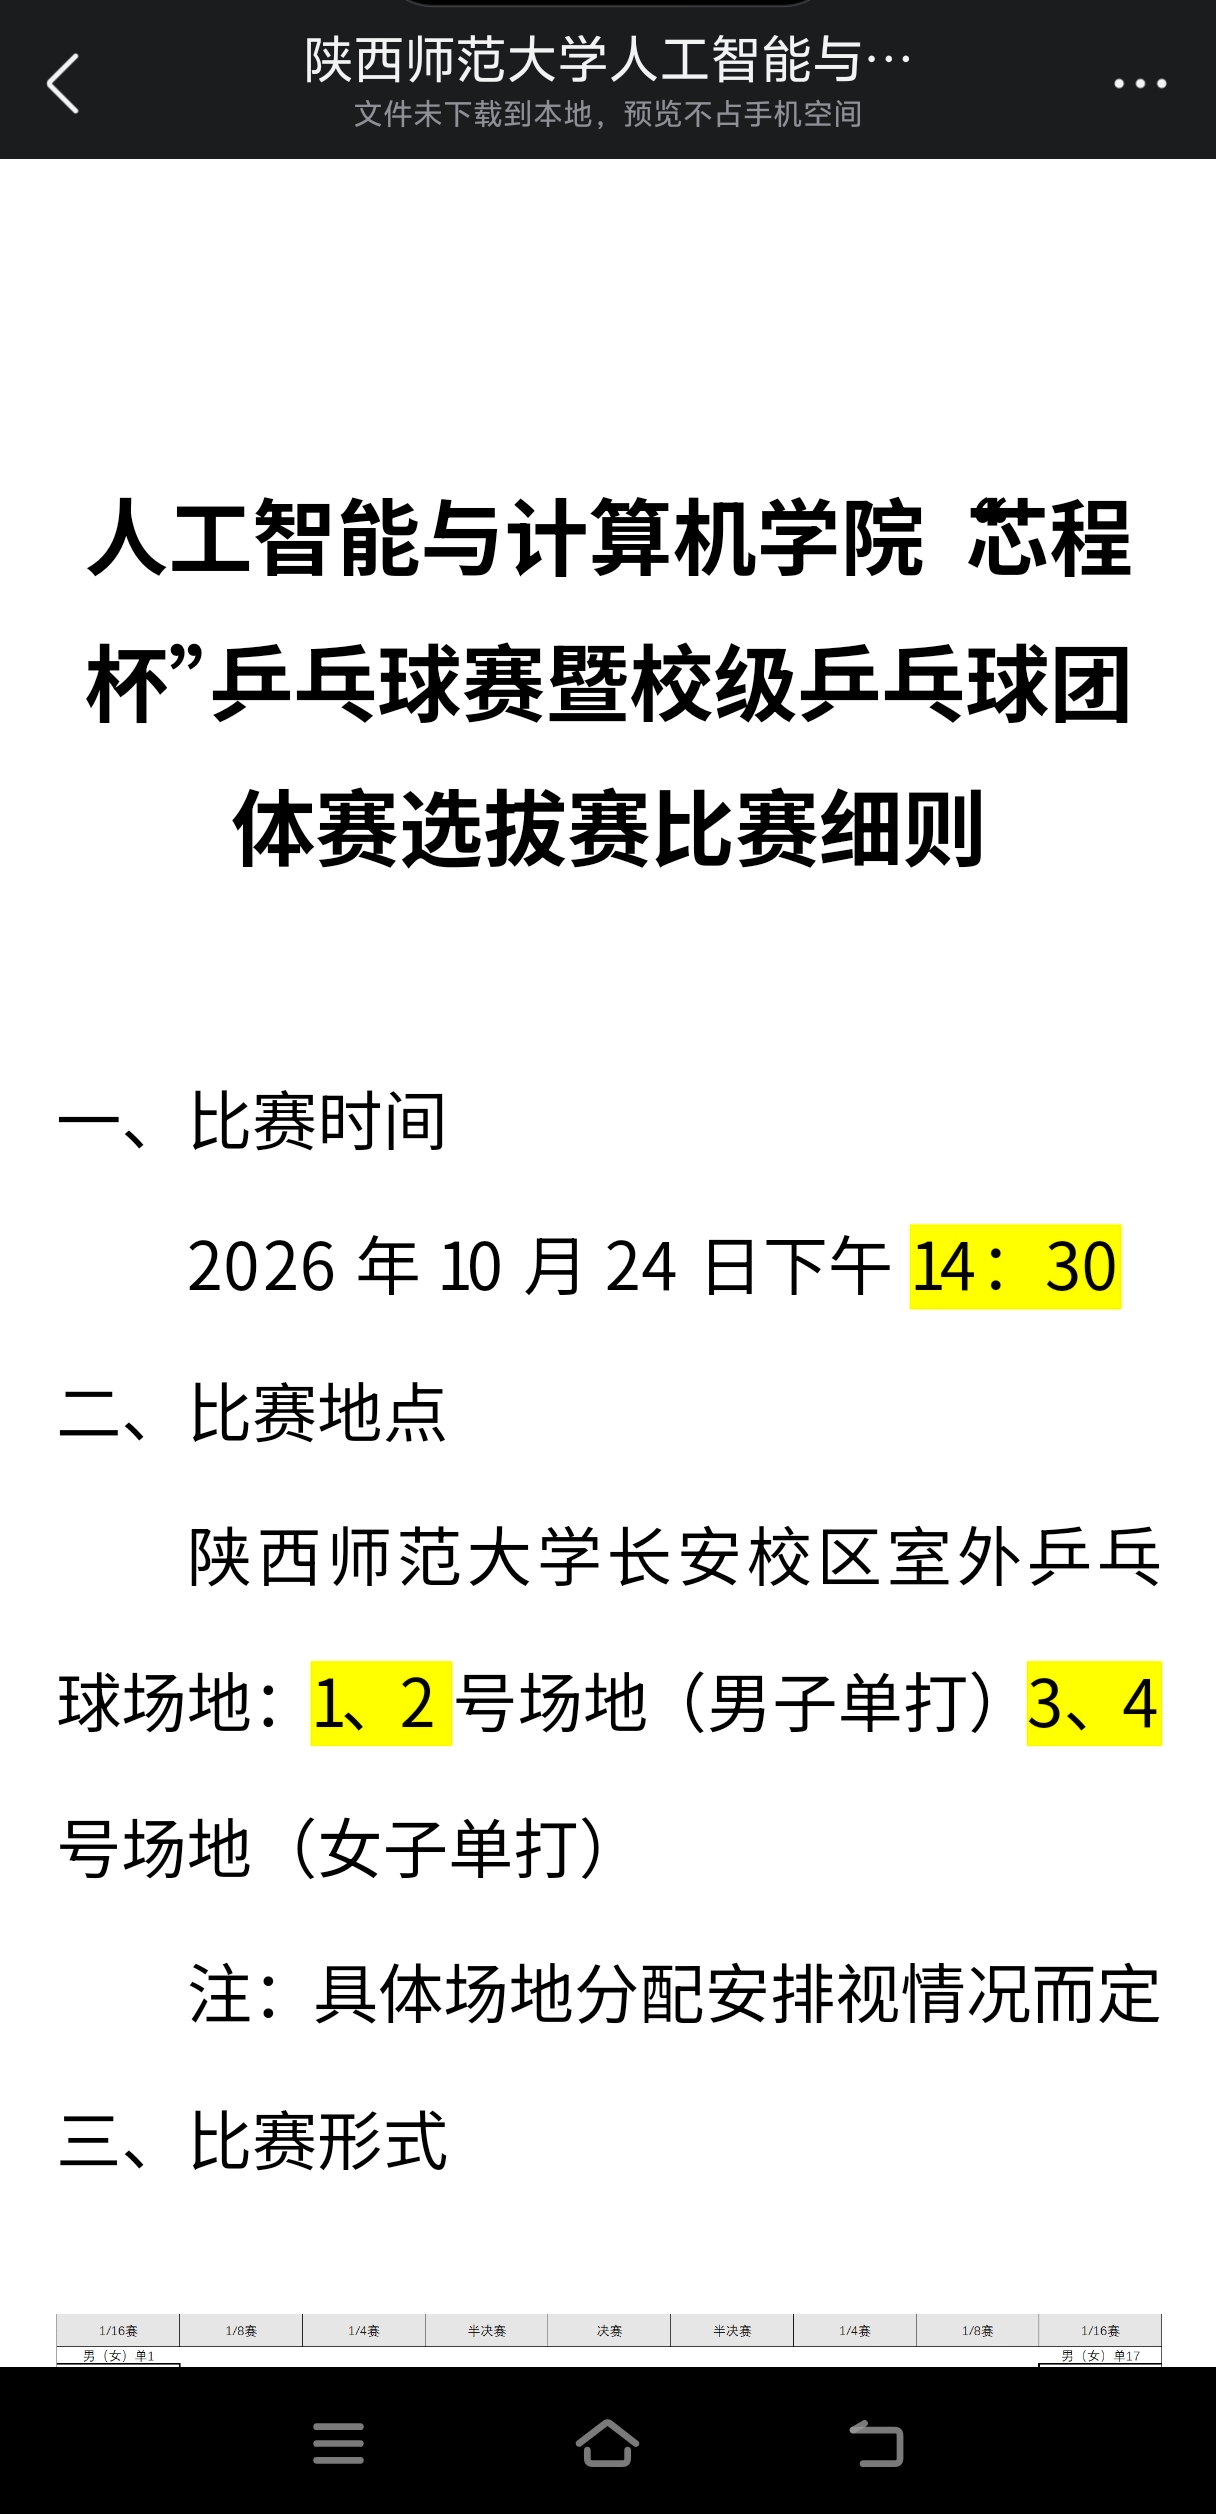 陕西师范大学人工智能与…
文件未下载到本地，预览不占手机空间
人工智能与计算机学院“芯程
杯”乒乓球赛暨校级乒乓球团
体赛选拔赛比赛细则
一、比赛时间
2026 年 10 月 24 日下午 14：30
二、比赛地点
陕西师范大学长安校区室外乒乓
球场地：1、2 号场地（男子单打）3、4
号场地（女子单打）
注：具体场地分配安排视情况而定
三、比赛形式
1/16赛 1/8赛 1/4赛 半决赛 决赛 半决赛 1/4赛 1/8赛 1/16赛
男（女）单1 男（女）单17